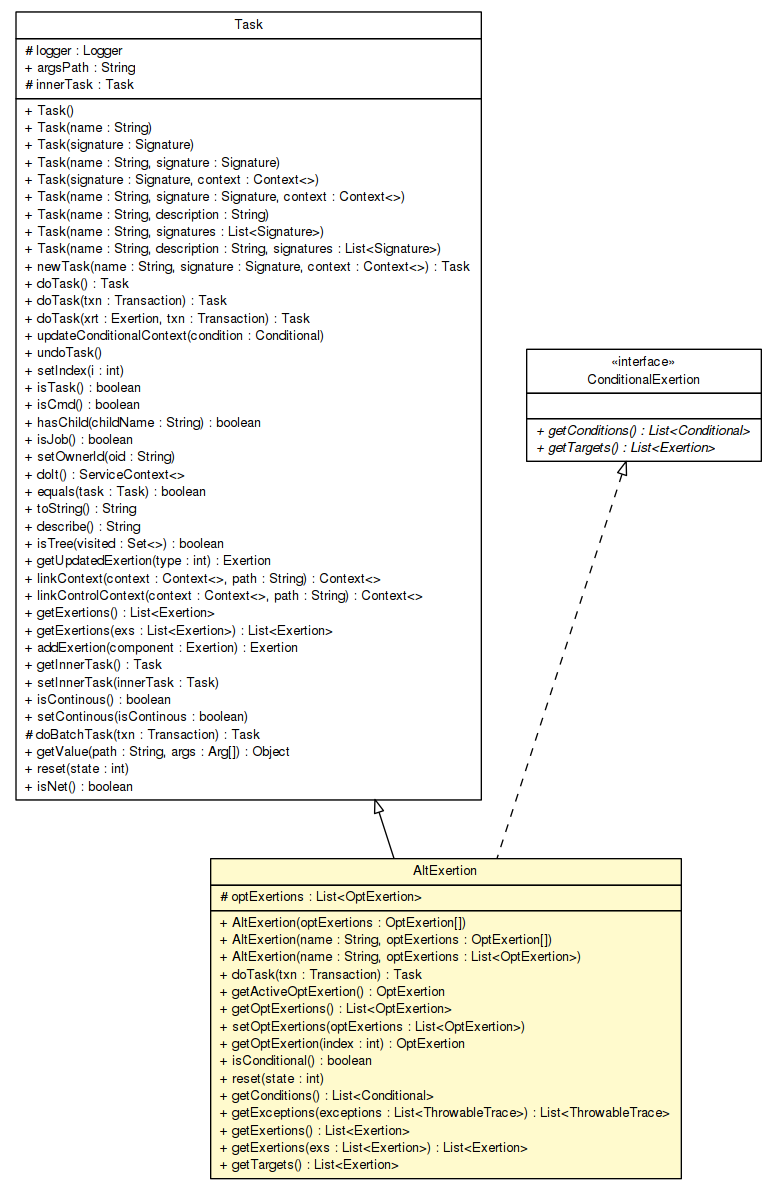 Task
# logger : Logger
+ argsPath : String
# innerTask : Task
+ Task()
+ Task(name : String)
+ Task(signature : Signature)
+ Task(name : String, signature : Signature)
+ Task(signature : Signature, context : Context<>)
+ Task(name : String, signature : Signature, context : Context<>)
+ Task(name : String, description : String)
+ Task(name : String, signatures : List<Signature>)
+ Task(name : String, description : String, signatures : List<Signature>)
+ newTask(name : String, signature : Signature, context : Context<>) : Task
+ doTask() : Task
+ doTask(txn : Transaction) : Task
+ doTask(xrt : Exertion, txn : Transaction) : Task
+ updateConditionalContext(condition : Conditional)
+ undoTask()
+ setIndex(i : int)
+ isTask() : boolean
+ isCmd() : boolean
+ hasChild(childName : String) : boolean
+ isJob() : boolean
+ setOwnerId(oid : String)
+ doIt() : ServiceContext<>
+ equals(task : Task) : boolean
+ toString() : String
+ describe() : String
+ isTree(visited : Set<>) : boolean
+ getUpdatedExertion(type : int) : Exertion
+ linkContext(context : Context<>, path : String) : Context<>
+ linkControlContext(context : Context<>, path : String) : Context<>
+ getExertions() : List<Exertion>
+ getExertions(exs : List<Exertion>) : List<Exertion>
+ addExertion(component : Exertion) : Exertion
+ getInnerTask() : Task
+ setInnerTask(innerTask : Task)
+ isContinous() : boolean
+ setContinous(isContinous : boolean)
# doBatchTask(txn : Transaction) : Task
+ getValue(path : String, args : Arg[]) : Object
+ reset(state : int)
+ isNet() : boolean
«interface»
ConditionalExertion
+ getConditions() : List<Conditional>
+ getTargets() : List<Exertion>
AltExertion
# optExertions : List<OptExertion>
+ AltExertion(optExertions : OptExertion[])
+ AltExertion(name : String, optExertions : OptExertion[])
+ AltExertion(name : String, optExertions : List<OptExertion>)
+ doTask(txn : Transaction) : Task
+ getActiveOptExertion() : OptExertion
+ getOptExertions() : List<OptExertion>
+ setOptExertions(optExertions : List<OptExertion>)
+ getOptExertion(index : int) : OptExertion
+ isConditional() : boolean
+ reset(state : int)
+ getConditions() : List<Conditional>
+ getExceptions(exceptions : List<ThrowableTrace>) : List<ThrowableTrace>
+ getExertions() : List<Exertion>
+ getExertions(exs : List<Exertion>) : List<Exertion>
+ getTargets() : List<Exertion>